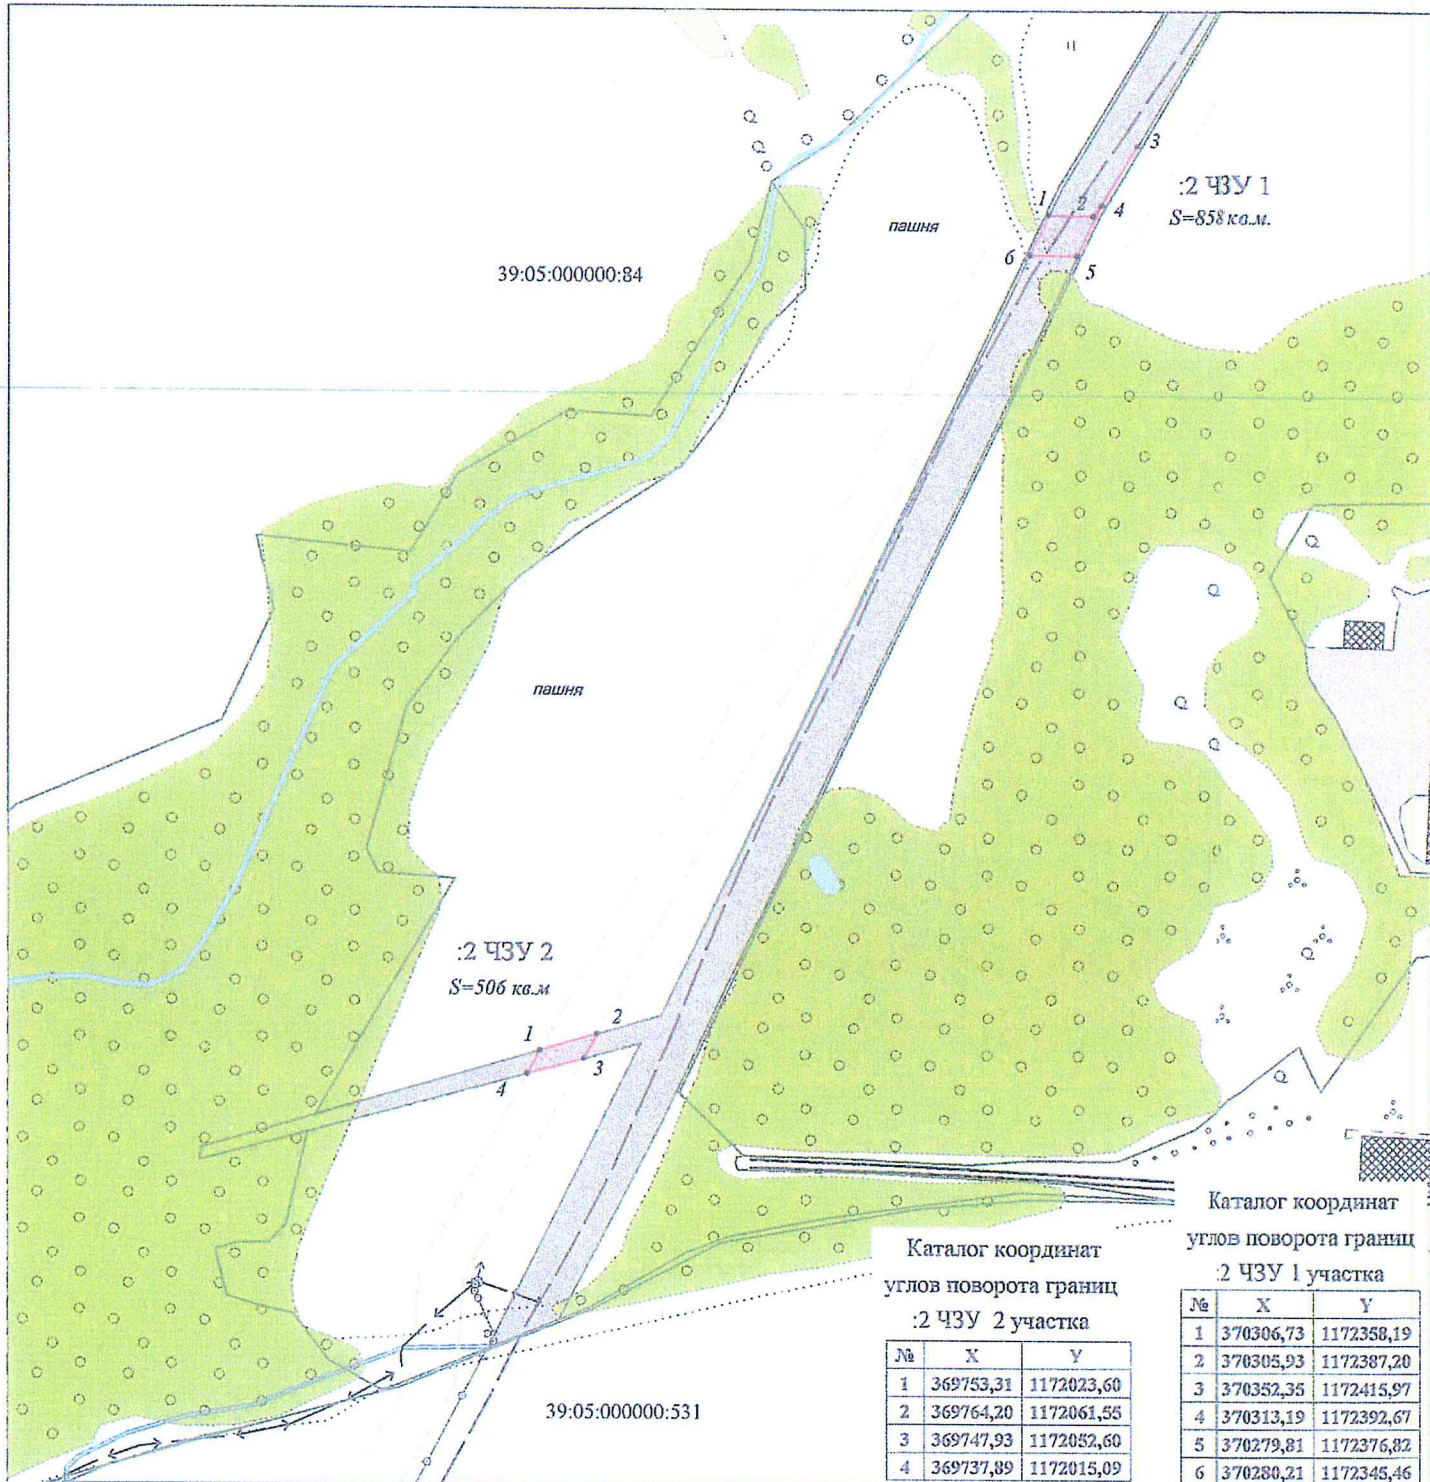 3
:2 ЧЗУ 1
S=858 кв.м.
1
2
4
6
5
пашня
39:05:000000:84
пашня
:2 ЧЗУ 2
S=506 кв.м
1
2
3
4
39:05:000000:531
Каталог координат
углов поворота границ
:2 ЧЗУ 2 участка
№ X Y
1 369753,31 1172023,60
2 369764,20 1172061,55
3 369747,93 1172052,60
4 369737,89 1172015,09
Каталог координат
углов поворота границ
:2 ЧЗУ 1 участка
№ X Y
1 370306,73 1172358,19
2 370305,93 1172387,20
3 370352,35 1172415,97
4 370313,19 1172392,67
5 370279,81 1172376,82
6 370280,21 1172345,46